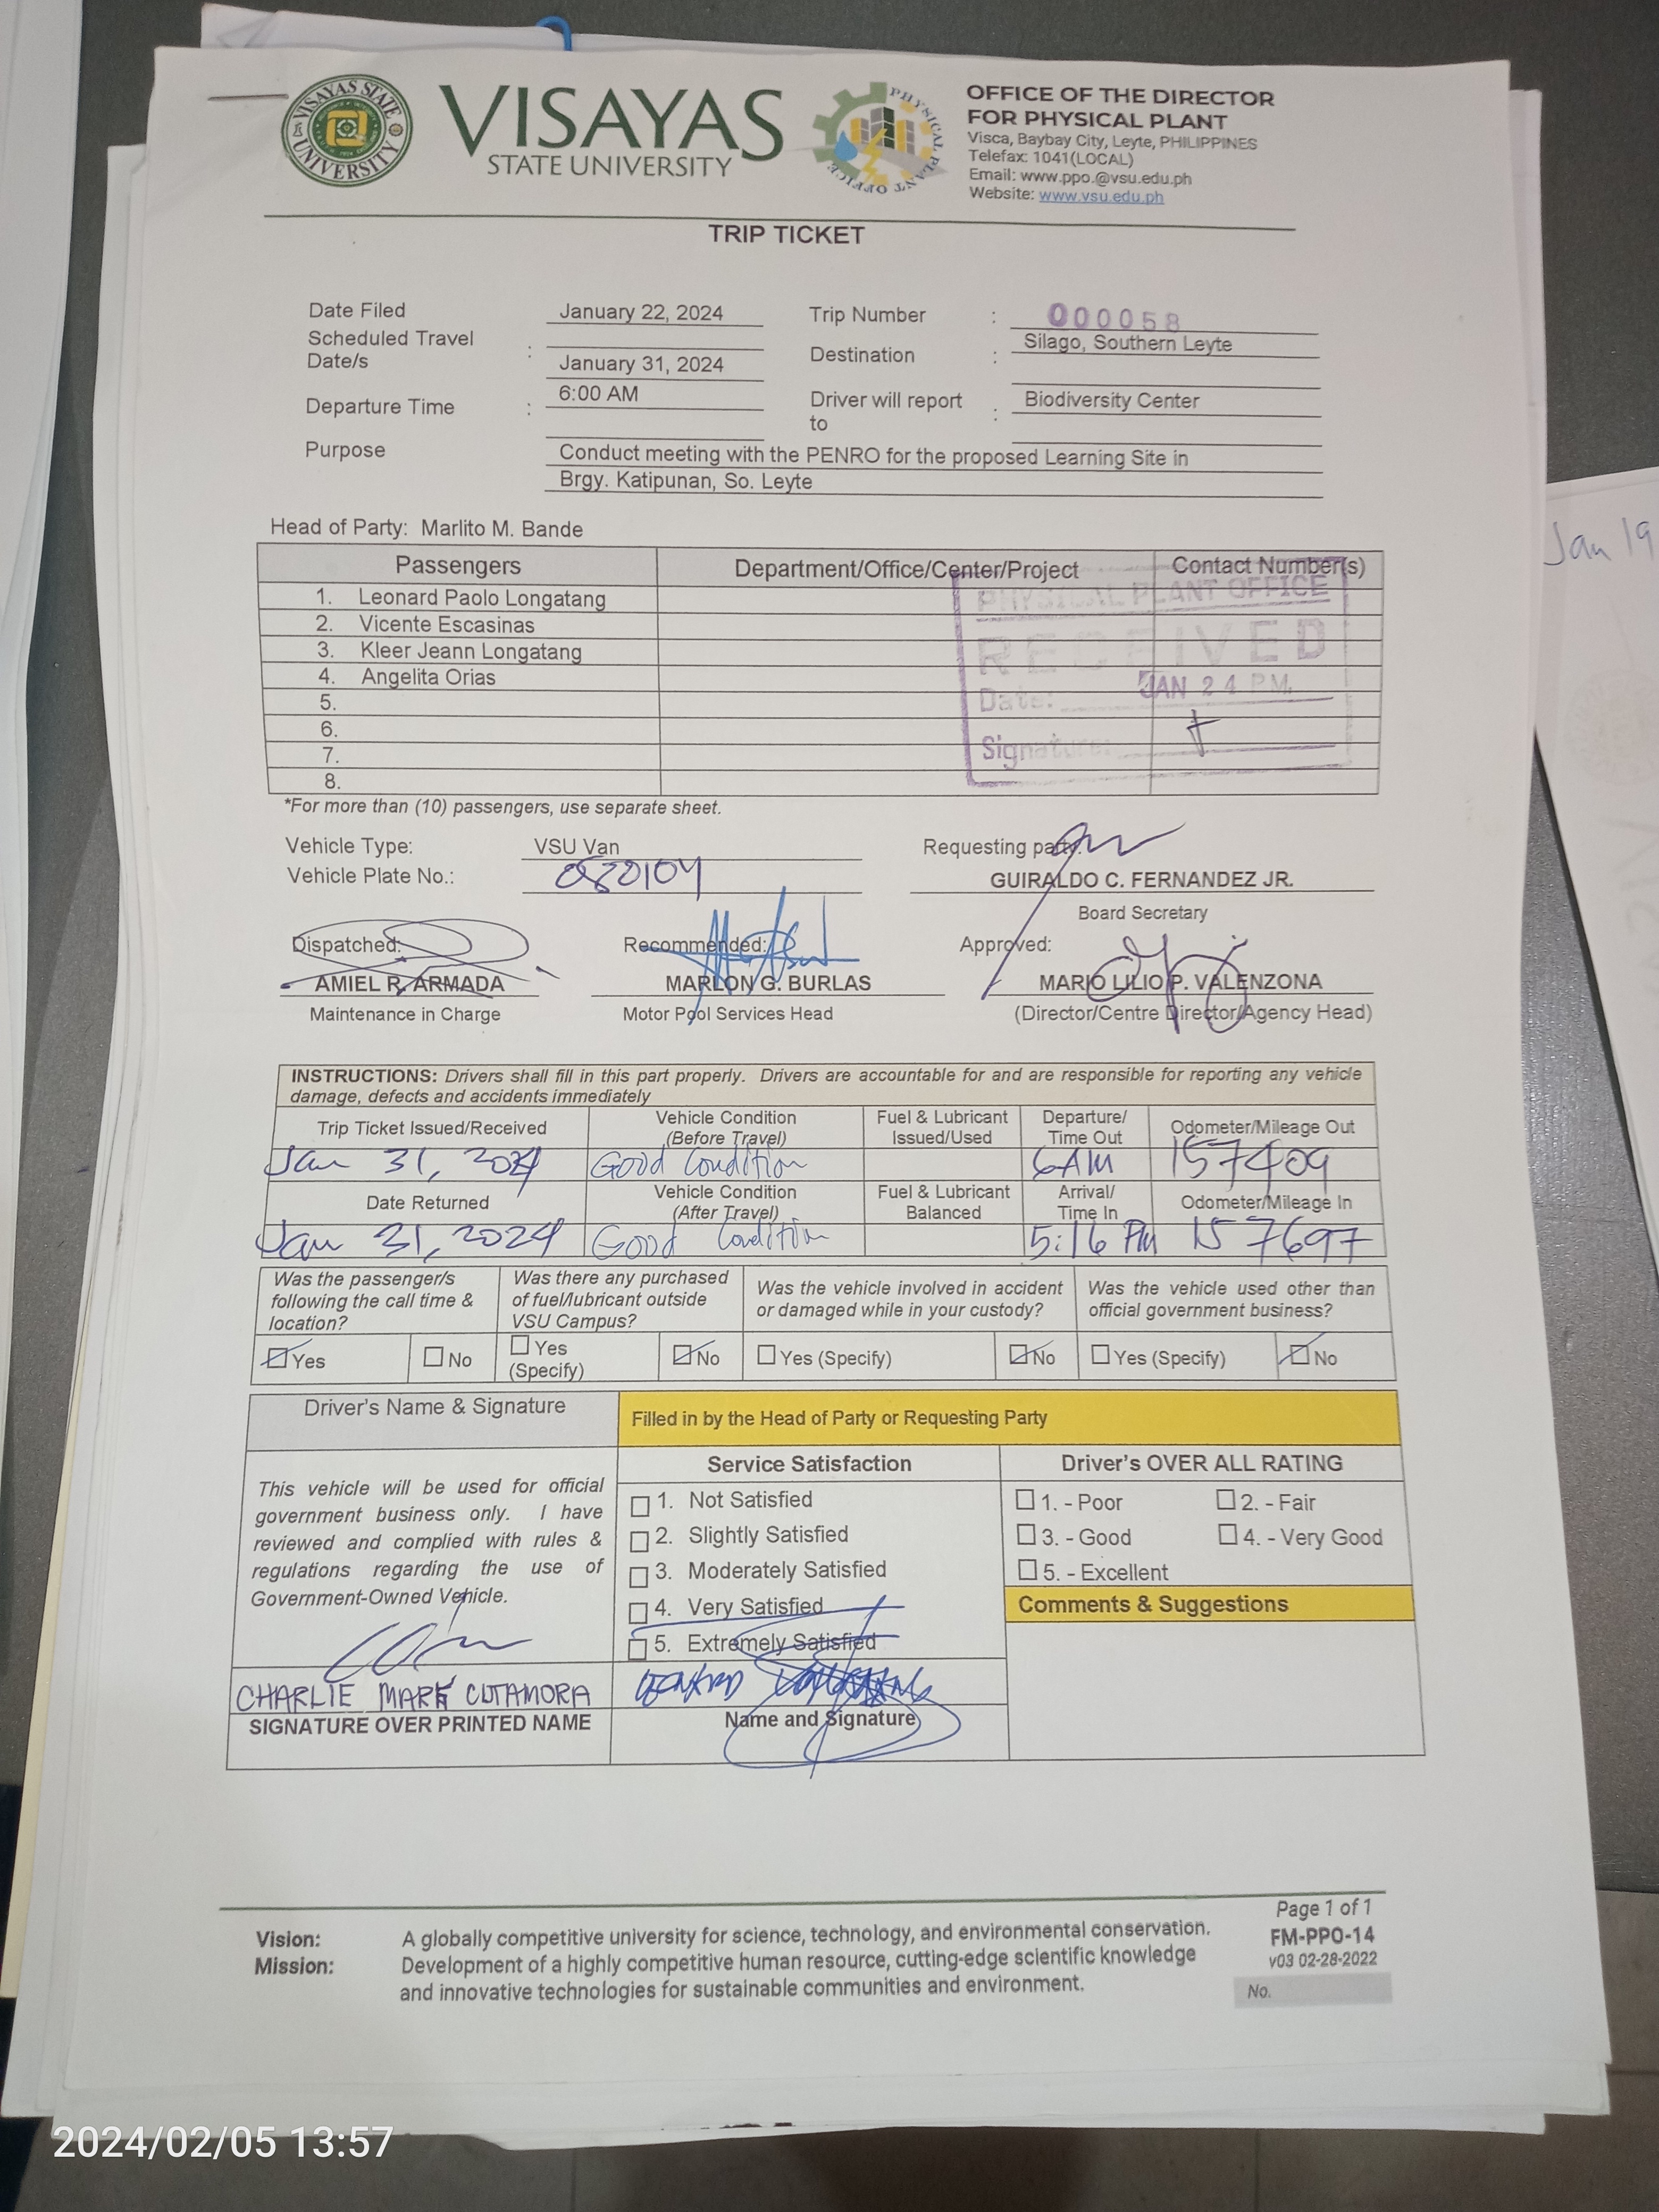 VISAYAS STATE UNIVERSITY
VISAYAS
STATE UNIVERSITY
PHYSICAL PLANT OFFICE
OFFICE OF THE DIRECTOR
FOR PHYSICAL PLANT
Visca, Baybay City, Leyte, PHILIPPINES
Telefax: 1041(LOCAL)
Email: www.ppo.@vsu.edu.ph
Website: www.vsu.edu.ph
TRIP TICKET
Date Filed January 22, 2024 Trip Number : 000058
Scheduled Travel Date/s : January 31, 2024 Destination : Silago, Southern Leyte
Departure Time : 6:00 AM Driver will report to : Biodiversity Center
Purpose Conduct meeting with the PENRO for the proposed Learning Site in
Brgy. Katipunan, So. Leyte
Head of Party: Marlito M. Bande
Passengers Department/Office/Center/Project Contact Number(s)
1. Leonard Paolo Longatang
2. Vicente Escasinas
3. Kleer Jeann Longatang
4. Angelita Orias
5.
6.
7.
8.
PHYSICAL PLANT OFFICE
RECEIVED
Date: JAN 24 P.M.
Signature:
*For more than (10) passengers, use separate sheet.
Vehicle Type: VSU Van Requesting party:
Vehicle Plate No.: GUIRALDO C. FERNANDEZ JR.
Board Secretary
Dispatched: Recommended: Approved:
AMIEL R. ARMADA MARLON G. BURLAS MARIO LILIO P. VALENZONA
Maintenance in Charge Motor Pool Services Head (Director/Centre Director/Agency Head)
INSTRUCTIONS: Drivers shall fill in this part properly. Drivers are accountable for and are responsible for reporting any vehicle
damage, defects and accidents immediately
Trip Ticket Issued/Received Vehicle Condition (Before Travel) Fuel & Lubricant Issued/Used Departure/ Time Out Odometer/Mileage Out
Jan 31, 2024 Good Condition 6AM 157409
Date Returned Vehicle Condition (After Travel) Fuel & Lubricant Balanced Arrival/ Time In Odometer/Mileage In
Jan 31, 2024 Good Condition 5:16 PM 157697
Was the passenger/s following the call time & location? Was there any purchased of fuel/lubricant outside VSU Campus? Was the vehicle involved in accident or damaged while in your custody? Was the vehicle used other than official government business?
Yes No Yes (Specify) No Yes (Specify) No Yes (Specify) No
Driver's Name & Signature Filled in by the Head of Party or Requesting Party
Service Satisfaction Driver's OVER ALL RATING
This vehicle will be used for official
government business only. I have
reviewed and complied with rules &
regulations regarding the use of
Government-Owned Vehicle.
1. Not Satisfied
2. Slightly Satisfied
3. Moderately Satisfied
4. Very Satisfied
5. Extremely Satisfied
1. - Poor 2. - Fair
3. - Good 4. - Very Good
5. - Excellent
Comments & Suggestions
CHARLIE MARK CUTAMORA
SIGNATURE OVER PRINTED NAME Name and Signature
Page 1 of 1
FM-PPO-14
v03 02-28-2022
No.
Vision: A globally competitive university for science, technology, and environmental conservation.
Mission: Development of a highly competitive human resource, cutting-edge scientific knowledge
and innovative technologies for sustainable communities and environment.
Jan 19
2024/02/05 13:57